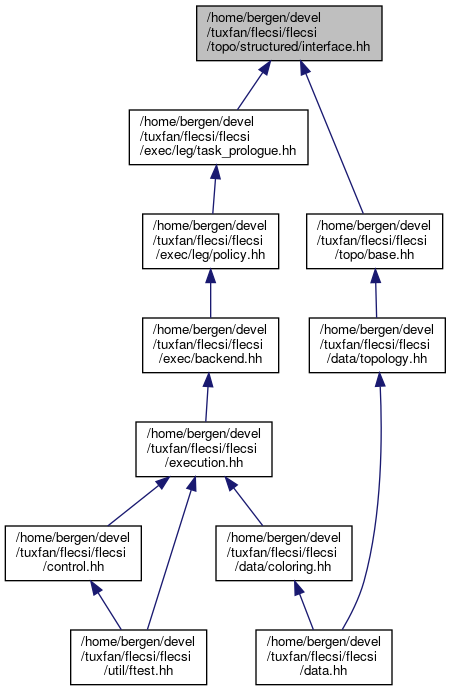 /home/bergen/devel
/tuxfan/flecsi/flecsi
/topo/structured/interface.hh
/home/bergen/devel
/tuxfan/flecsi/flecsi
/exec/leg/task_prologue.hh
/home/bergen/devel
/tuxfan/flecsi/flecsi
/exec/leg/policy.hh
/home/bergen/devel
/tuxfan/flecsi/flecsi
/topo/base.hh
/home/bergen/devel
/tuxfan/flecsi/flecsi
/exec/backend.hh
/home/bergen/devel
/tuxfan/flecsi/flecsi
/data/topology.hh
/home/bergen/devel
/tuxfan/flecsi/flecsi
/execution.hh
/home/bergen/devel
/tuxfan/flecsi/flecsi
/control.hh
/home/bergen/devel
/tuxfan/flecsi/flecsi
/data/coloring.hh
/home/bergen/devel
/tuxfan/flecsi/flecsi
/util/ftest.hh
/home/bergen/devel
/tuxfan/flecsi/flecsi
/data.hh